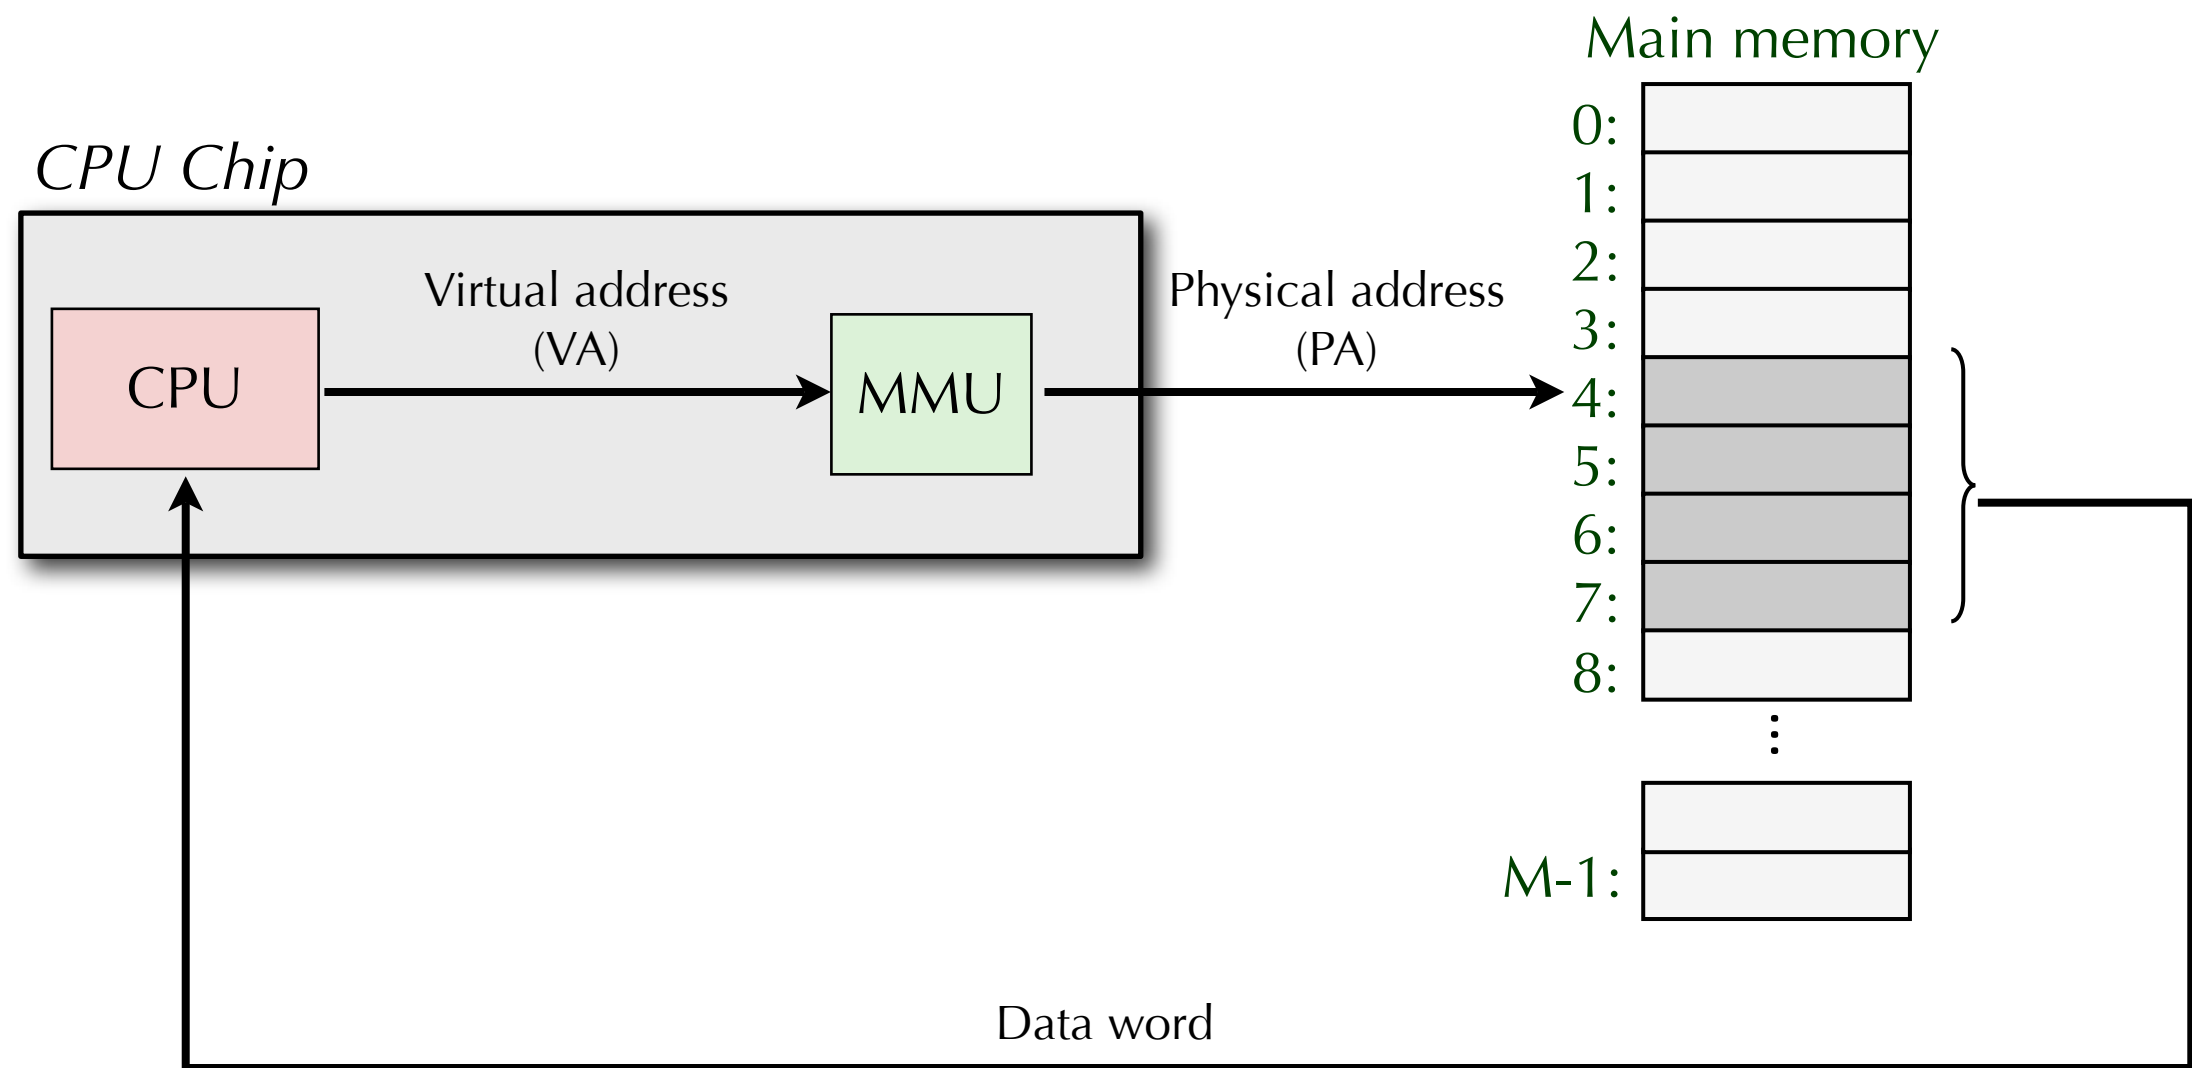 Main memory
CPU Chip
Virtual address
(VA)
Physical address
(PA)
CPU
MMU
0:
1:
2:
3:
4:
5:
6:
7:
8:
M-1:
Data word